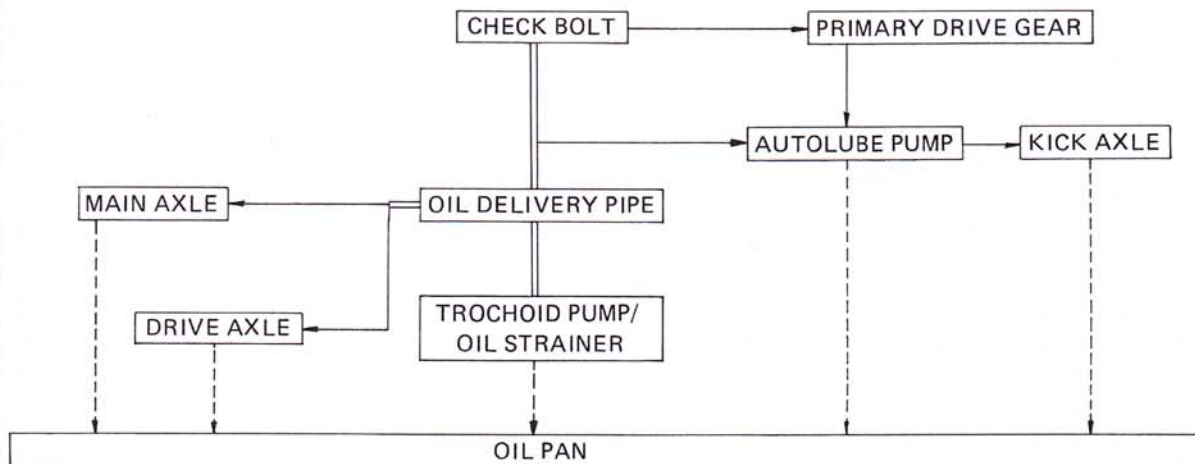 CHECK BOLT
PRIMARY DRIVE GEAR
AUTOLUBE PUMP
KICK AXLE
MAIN AXLE
OIL DELIVERY PIPE
TROCHOID PUMP/
OIL STRAINER
DRIVE AXLE
OIL PAN